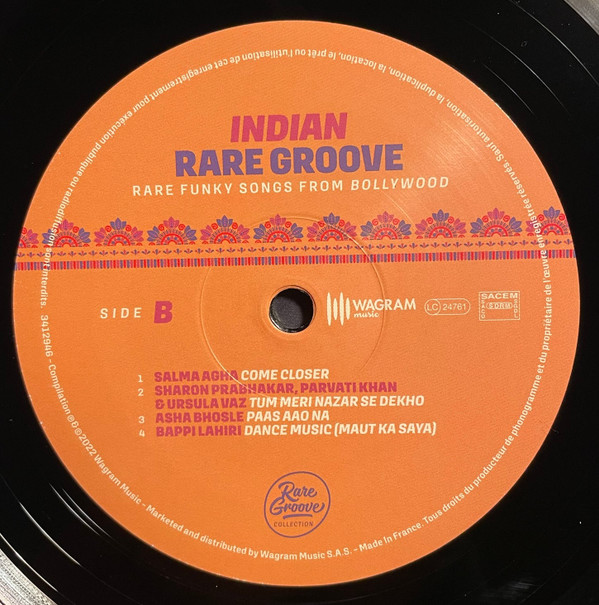 INDIAN
RARE GROOVE
RARE FUNKY SONGS FROM BOLLYWOOD
SIDE B
WAGRAM
music
LC 24761
SACEM
SDRM
SACD
SGDL
1 SALMA AGHA COME CLOSER
2 SHARON PRABHAKAR, PARVATI KHAN
& URSULA VAZ TUM MERI NAZAR SE DEKHO
3 ASHA BHOSLE PAAS AAO NA
4 BAPPI LAHIRI DANCE MUSIC (MAUT KA SAYA)
Rare
Groove
COLLECTION
3412946 - Compilation ℗ © 2022 Wagram Music - Marketed and distributed by Wagram Music S.A.S. - Made In France. Tous droits du producteur de phonogramme et du propriétaire de l'œuvre enregistrée réservés. Sauf autorisation, la duplication, la location, le prêt ou l'utilisation de cet enregistrement pour exécution publique ou radiodiffusion sont interdits.